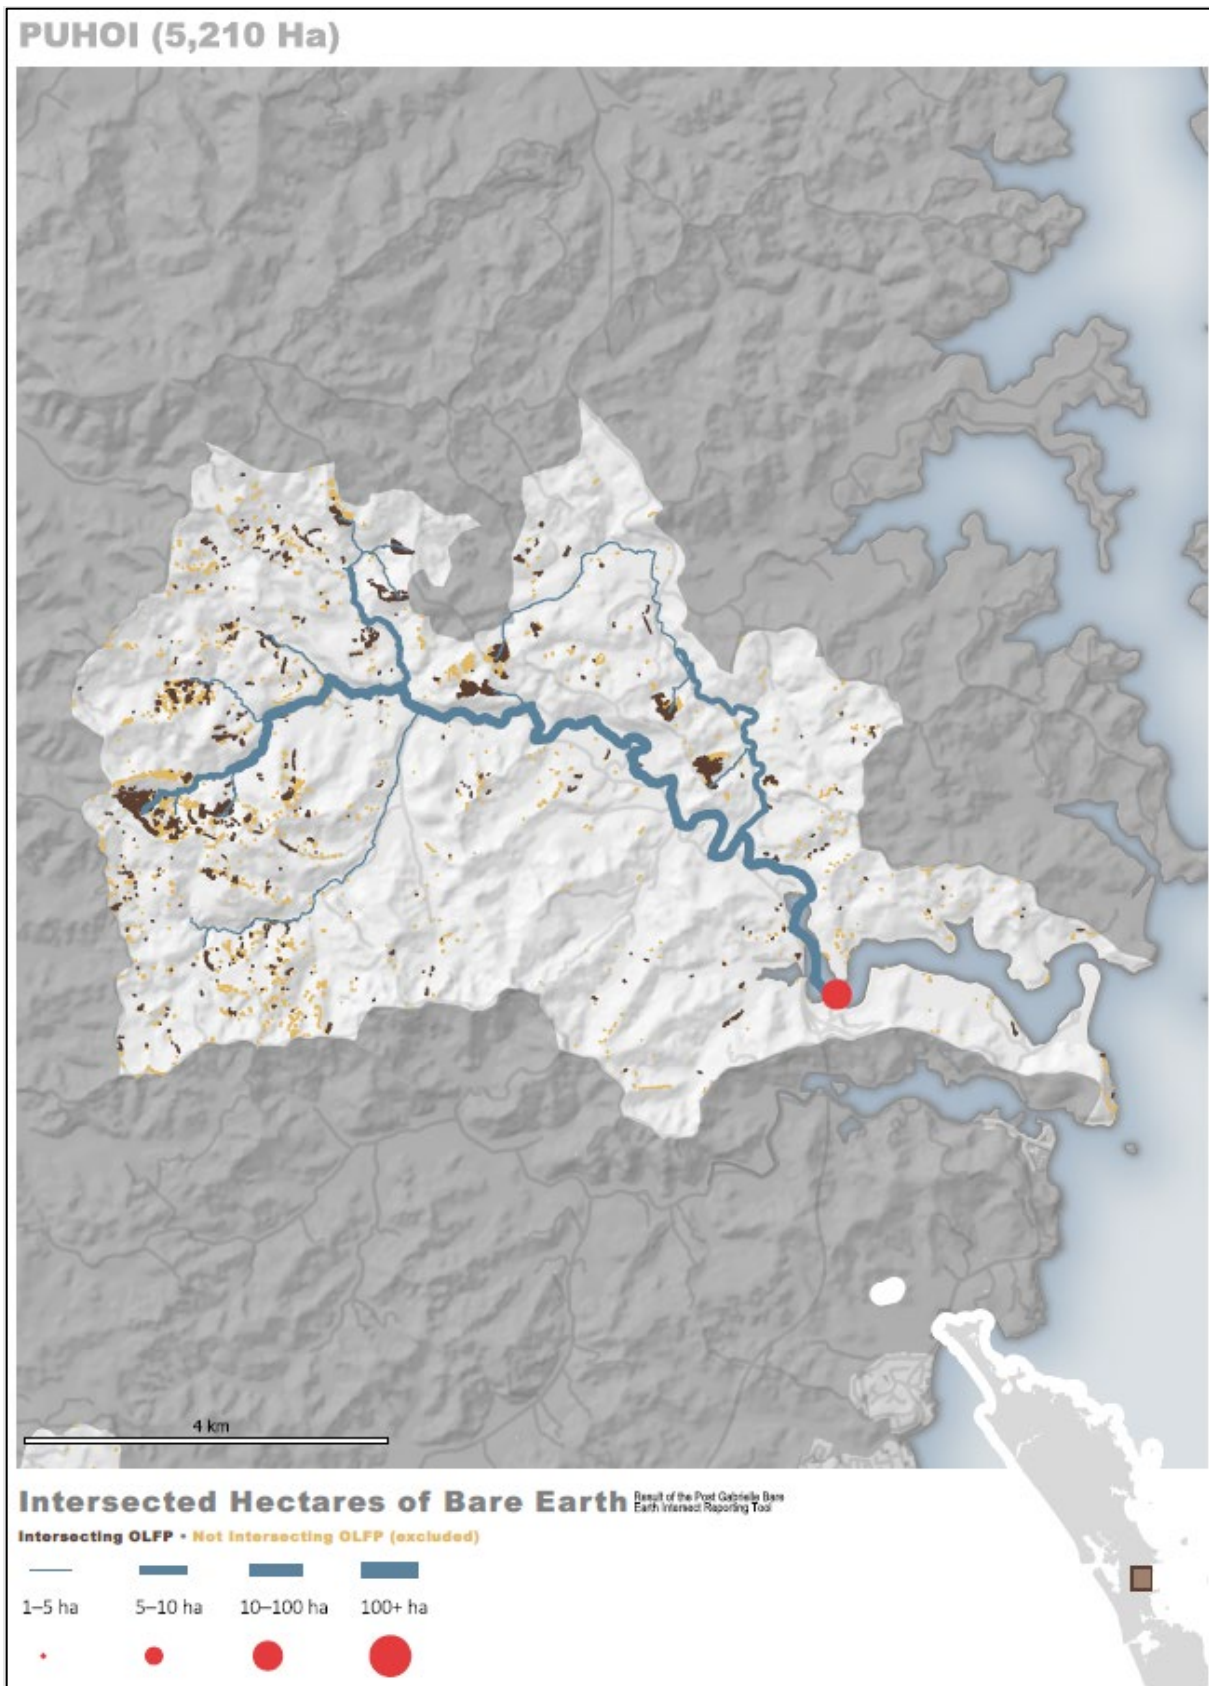 PUHOI (5,210 Ha)
4 km
Intersected Hectares of Bare Earth
Result of the Post Gabrielle Bare
Earth Intersect Reporting Tool
Intersecting OLFP • Not Intersecting OLFP (excluded)
1–5 ha 5–10 ha 10–100 ha 100+ ha